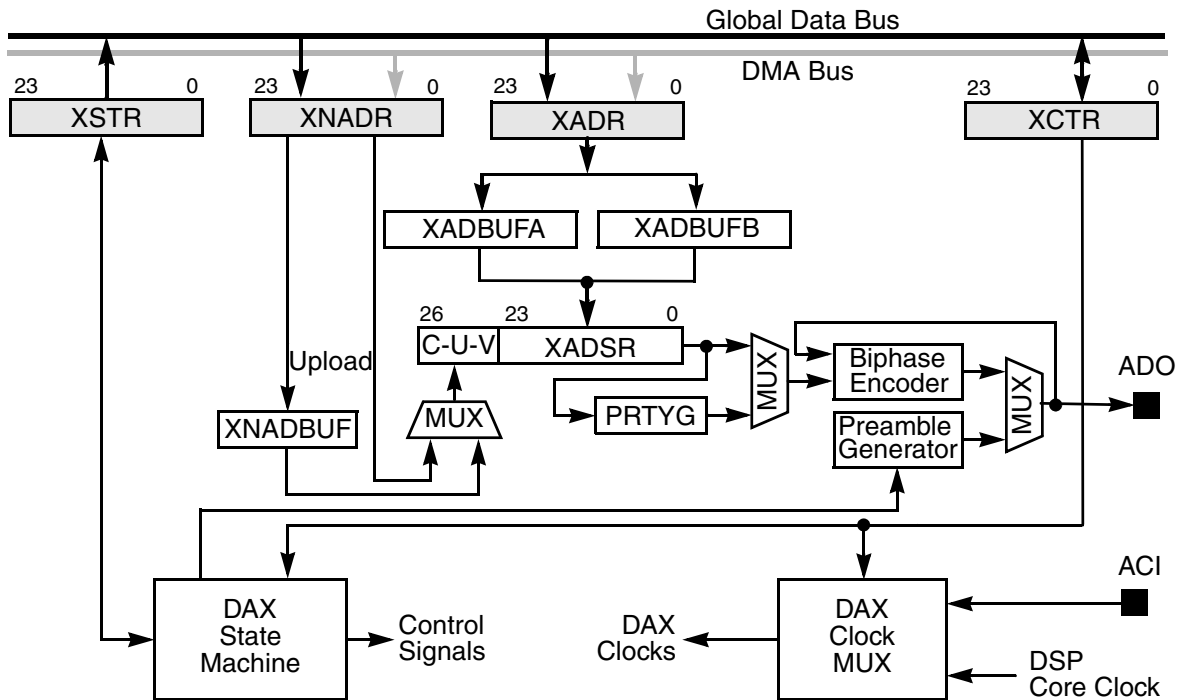 Global Data Bus
DMA Bus
23 0
23 0
23 0
23 0
XSTR
XNADR
XADR
XCTR
XADBUFA
XADBUFB
26 23 0
C-U-V
XADSR
Upload
XNADBUF
MUX
PRTYG
MUX
Biphase
Encoder
Preamble
Generator
MUX
ADO
DAX
State
Machine
Control
Signals
DAX
Clocks
DAX
Clock
MUX
ACI
DSP
Core Clock